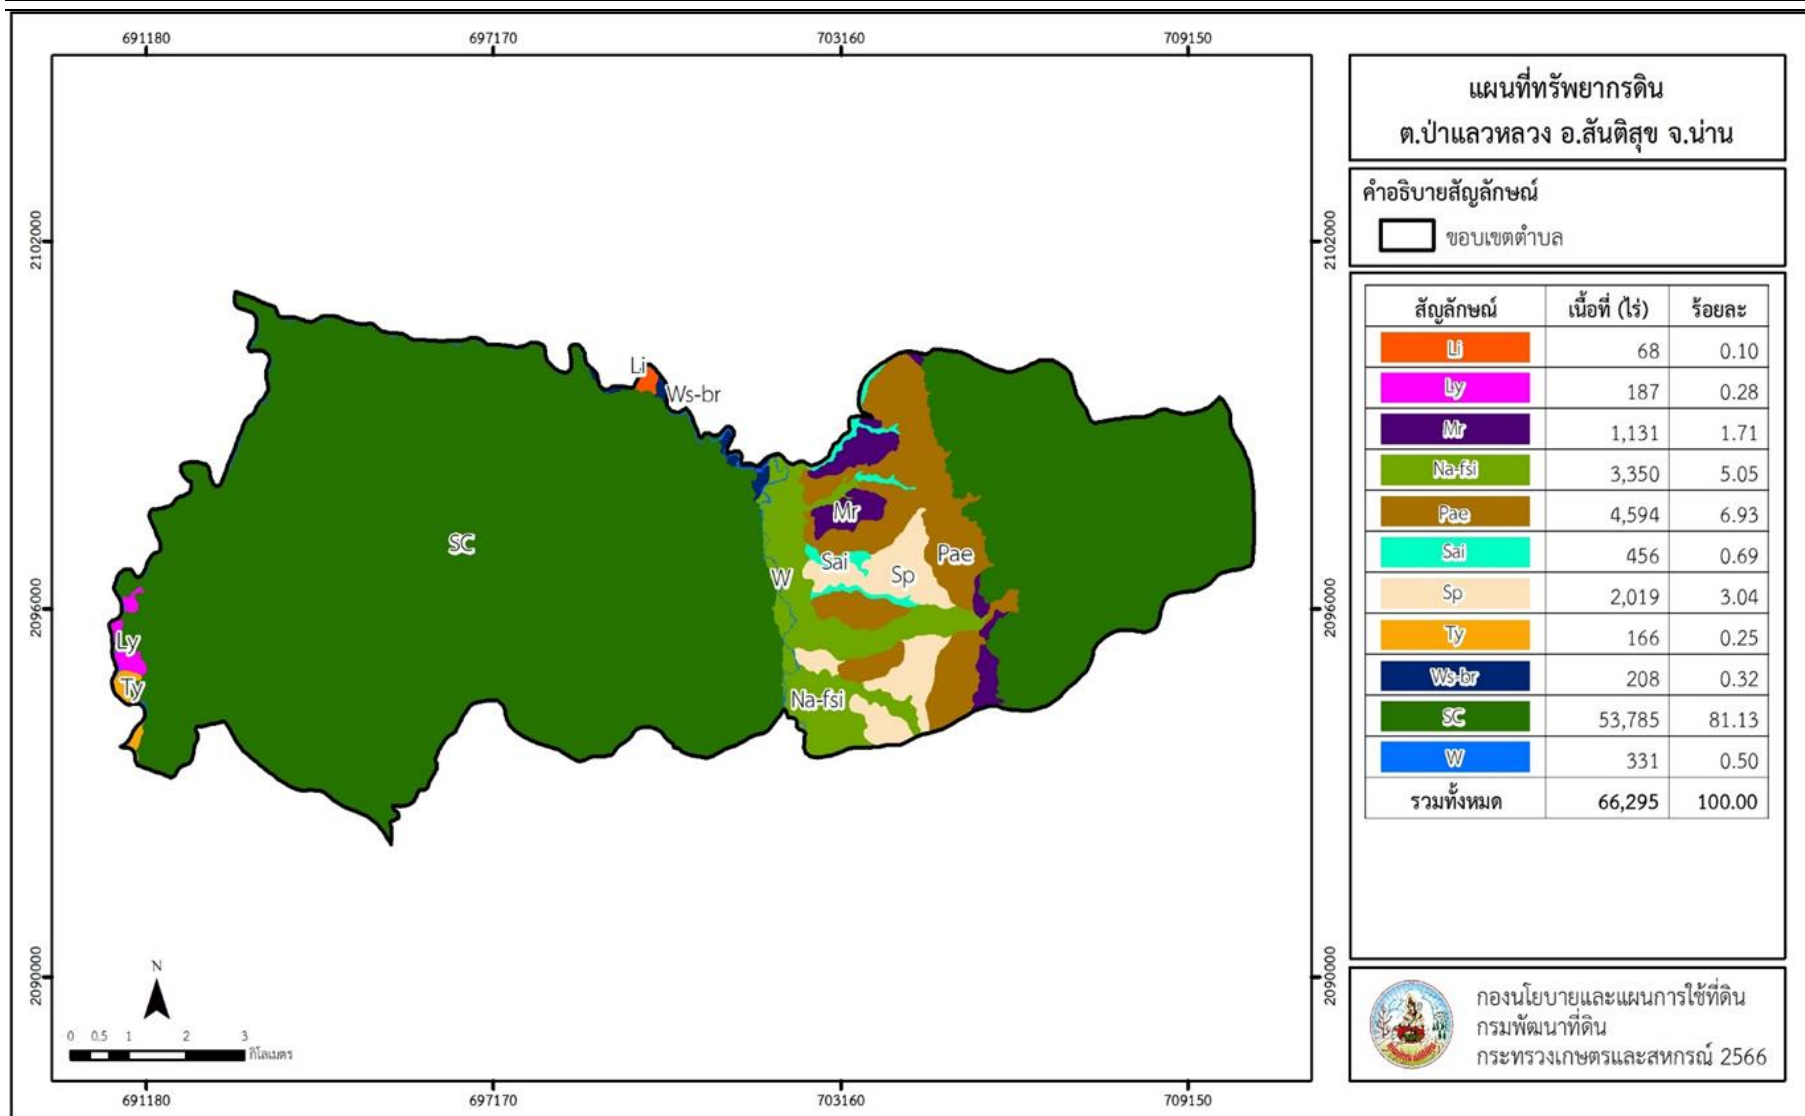 691180 697170 703160 709150
แผนที่ทรัพยากรดิน
ต.ป่าแลวหลวง อ.สันติสุข จ.น่าน
คำอธิบายสัญลักษณ์
ขอบเขตตำบล
2102000 2102000
2096000 2096000
2090000 2090000
Li
Ws-br
SC
Mr
Sai
Pae
W
Sp
Ly
Ty
Na-fsi
สัญลักษณ์ เนื้อที่ (ไร่) ร้อยละ
Li 68 0.10
Ly 187 0.28
Mr 1,131 1.71
Na-fsi 3,350 5.05
Pae 4,594 6.93
Sai 456 0.69
Sp 2,019 3.04
Ty 166 0.25
Ws-br 208 0.32
SC 53,785 81.13
W 331 0.50
รวมทั้งหมด 66,295 100.00
N
0 0.5 1 2 3
กิโลเมตร
กองนโยบายและแผนการใช้ที่ดิน
กรมพัฒนาที่ดิน
กระทรวงเกษตรและสหกรณ์ 2566
691180 697170 703160 709150